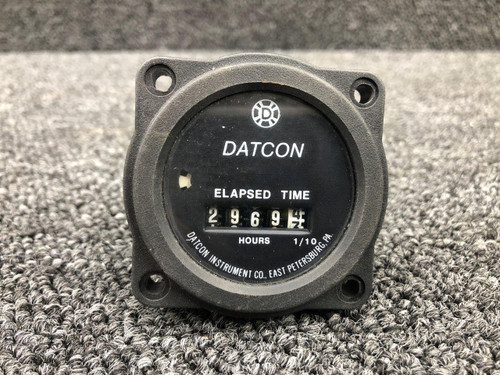 D
DATCON
ELAPSED TIME
2969
HOURS 1/10
DATCON INSTRUMENT CO., EAST PETERSBURG, PA.